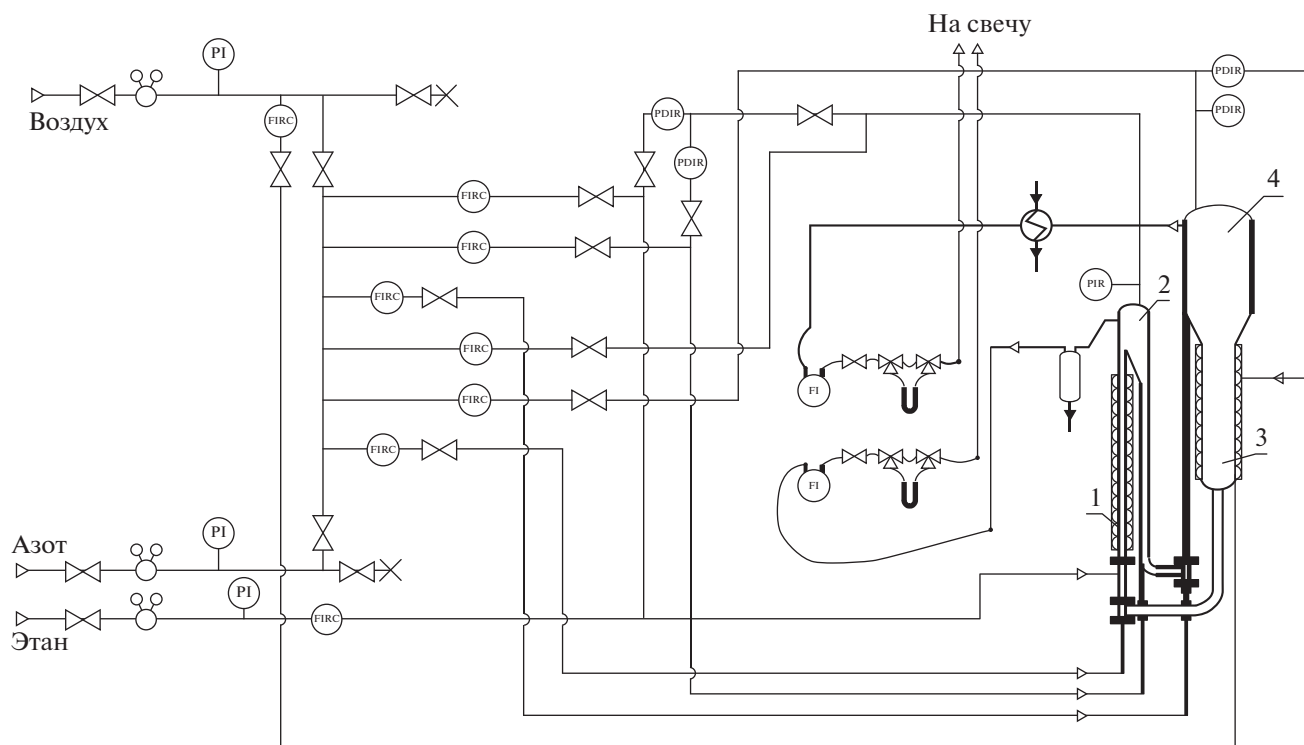 На свечу
PI
PDIR
Воздух
FIRC
PDIR
PDIR
PDIR
4
FIRC
FIRC
PIR
2
FIRC
FIRC
FI
FIRC
3
FIRC
FI
1
Азот
PI
PI
FIRC
Этан